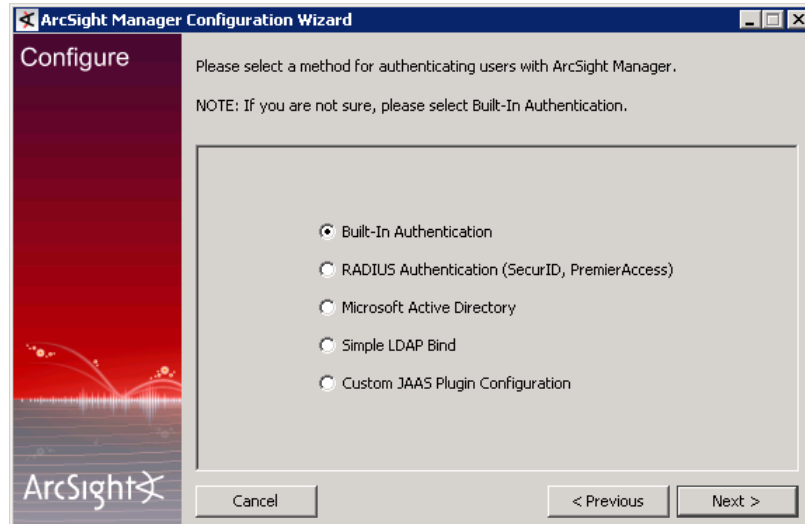 ArcSight Manager Configuration Wizard
Configure
Please select a method for authenticating users with ArcSight Manager.
NOTE: If you are not sure, please select Built-In Authentication.
Built-In Authentication
RADIUS Authentication (SecurID, PremierAccess)
Microsoft Active Directory
Simple LDAP Bind
Custom JAAS Plugin Configuration
ArcSight
Cancel
< Previous
Next >